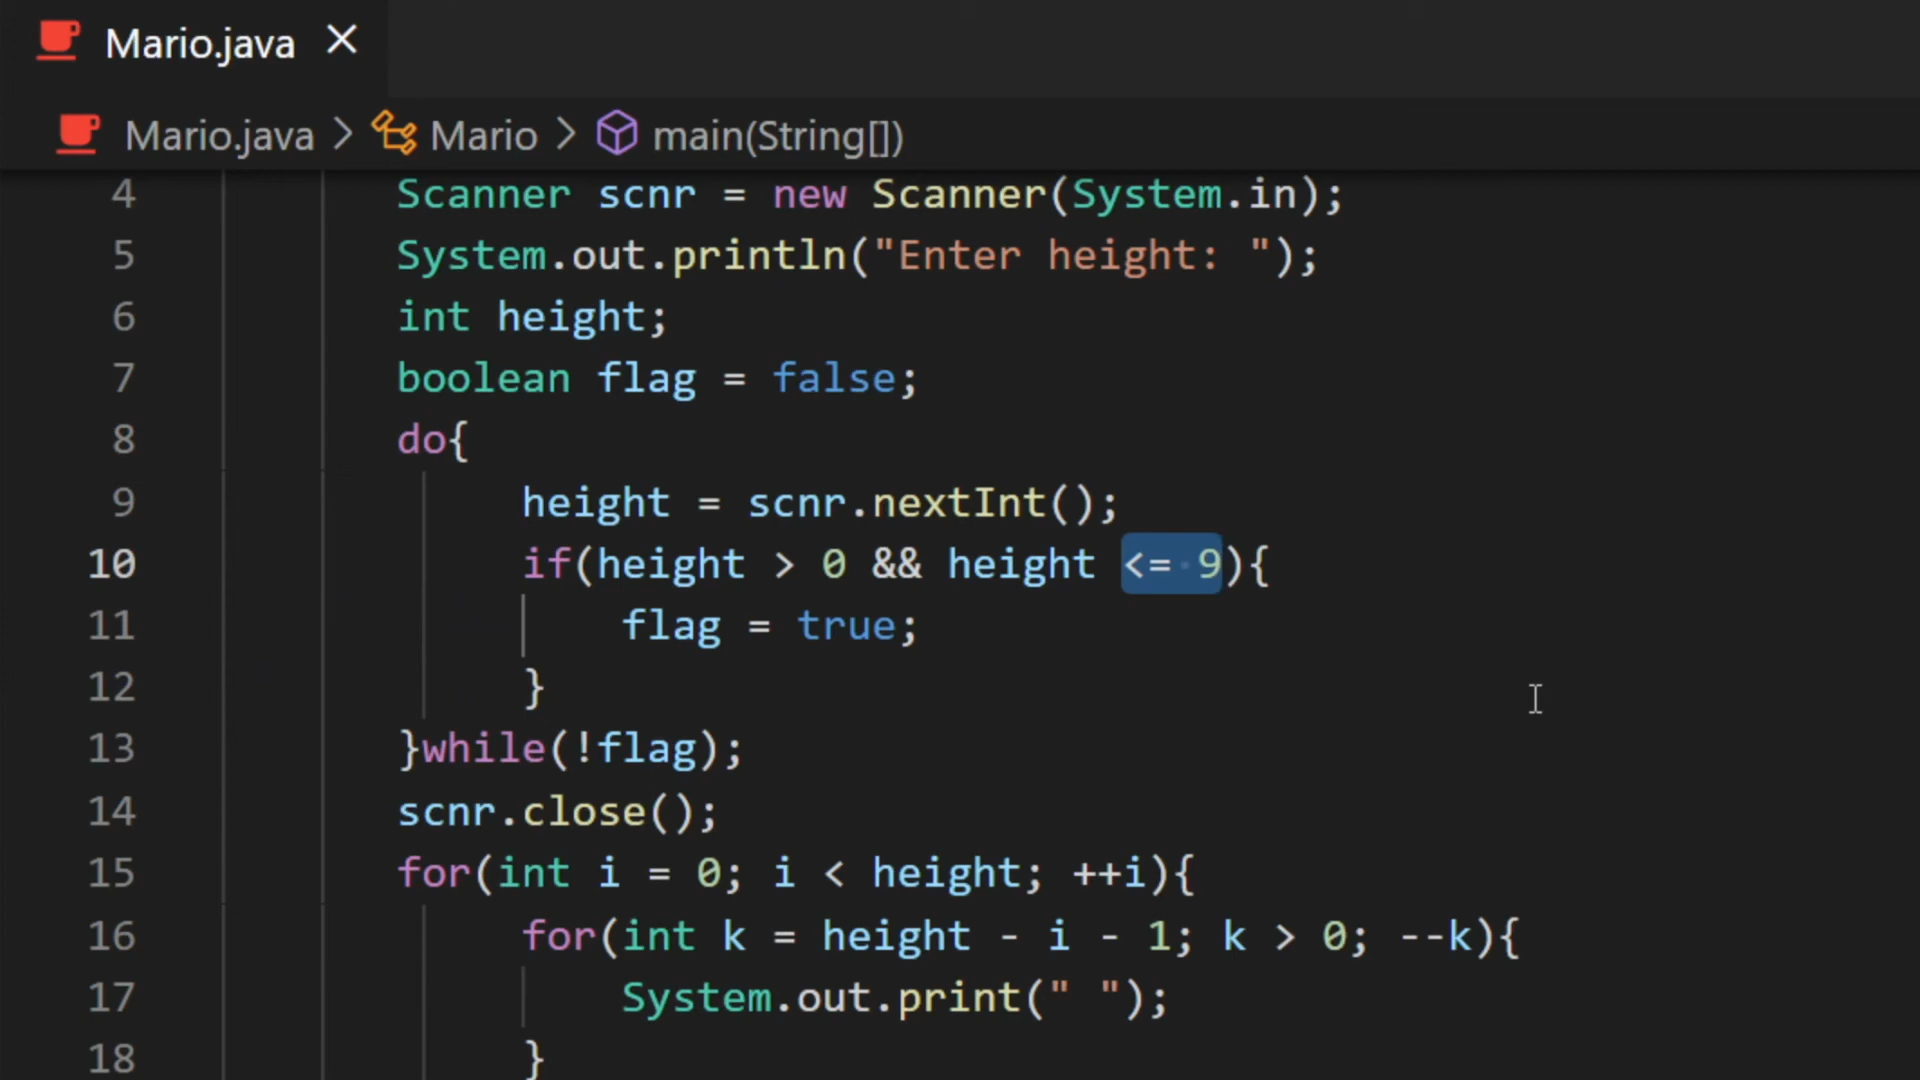 Mario.java
Mario.java > Mario > main(String[])
4 Scanner scnr = new Scanner(System.in);
5 System.out.println("Enter height: ");
6 int height;
7 boolean flag = false;
8 do{
9 height = scnr.nextInt();
10 if(height > 0 && height <= 9){
11 flag = true;
12 }
13 }while(!flag);
14 scnr.close();
15 for(int i = 0; i < height; ++i){
16 for(int k = height - i - 1; k > 0; --k){
17 System.out.print(" ");
18 }